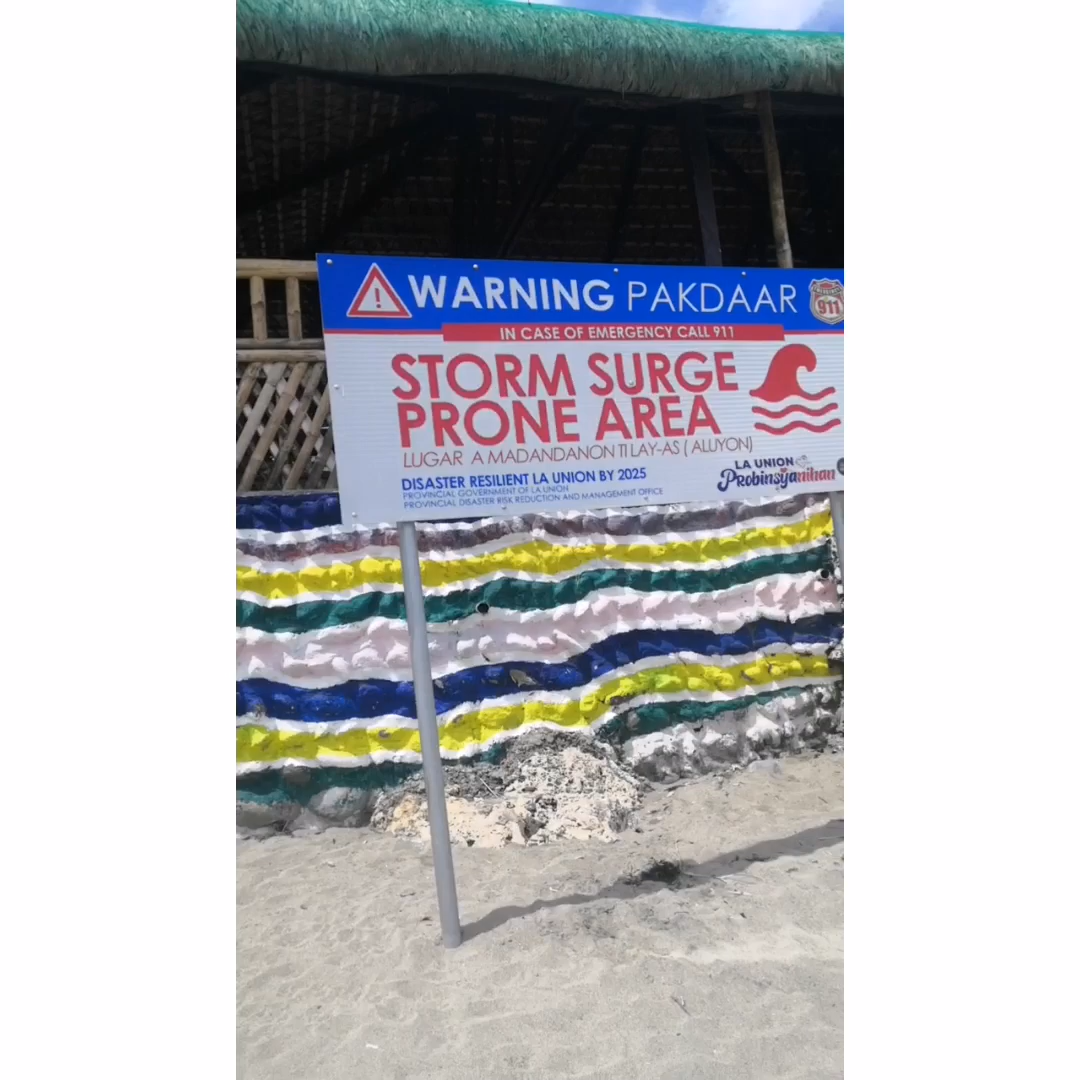 WARNING PAKDAAR
911
IN CASE OF EMERGENCY CALL 911
STORM SURGE
PRONE AREA
LUGAR A MADANDANON TI LAY-AS ( ALUYON)
DISASTER RESILIENT LA UNION BY 2025
PROVINCIAL GOVERNMENT OF LA UNION
PROVINCIAL DISASTER RISK REDUCTION AND MANAGEMENT OFFICE
LA UNION
Probinsyanihan